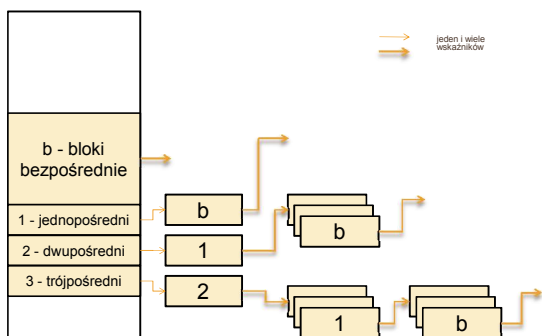 jeden i wiele
wskaźników
b - bloki
bezpośrednie
1 - jednopośredni
b
b
2 - dwupośredni
1
3 - trójpośredni
2
1
b